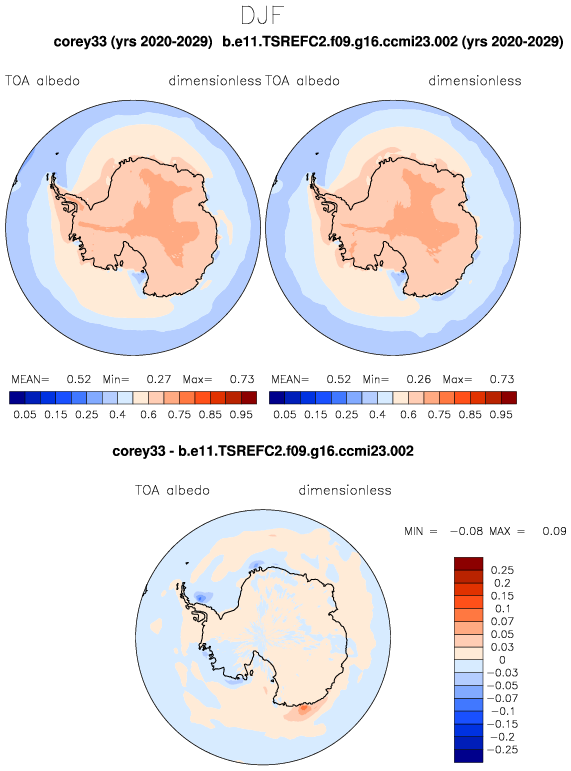 DJF
corey33 (yrs 2020-2029) b.e11.TSREFC2.f09.g16.ccmi23.002 (yrs 2020-2029)
TOA albedo dimensionless TOA albedo dimensionless
MEAN= 0.52 Min= 0.27 Max= 0.73 MEAN= 0.52 Min= 0.26 Max= 0.73
0.05 0.15 0.25 0.4 0.6 0.75 0.85 0.95 0.05 0.15 0.25 0.4 0.6 0.75 0.85 0.95
corey33 - b.e11.TSREFC2.f09.g16.ccmi23.002
TOA albedo dimensionless
MIN = -0.08 MAX = 0.09
0.25
0.2
0.15
0.1
0.07
0.05
0.03
0
-0.03
-0.05
-0.07
-0.1
-0.15
-0.2
-0.25